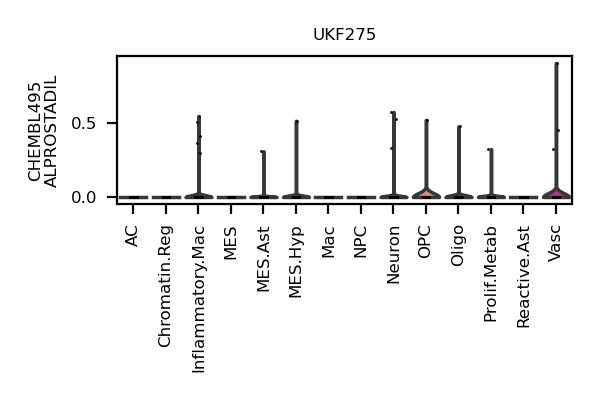 UKF275
CHEMBL495
ALPROSTADIL
0.5
0.0
AC
Chromatin.Reg
Inflammatory.Mac
MES
MES.Ast
MES.Hyp
Mac
NPC
Neuron
OPC
Oligo
Prolif.Metab
Reactive.Ast
Vasc